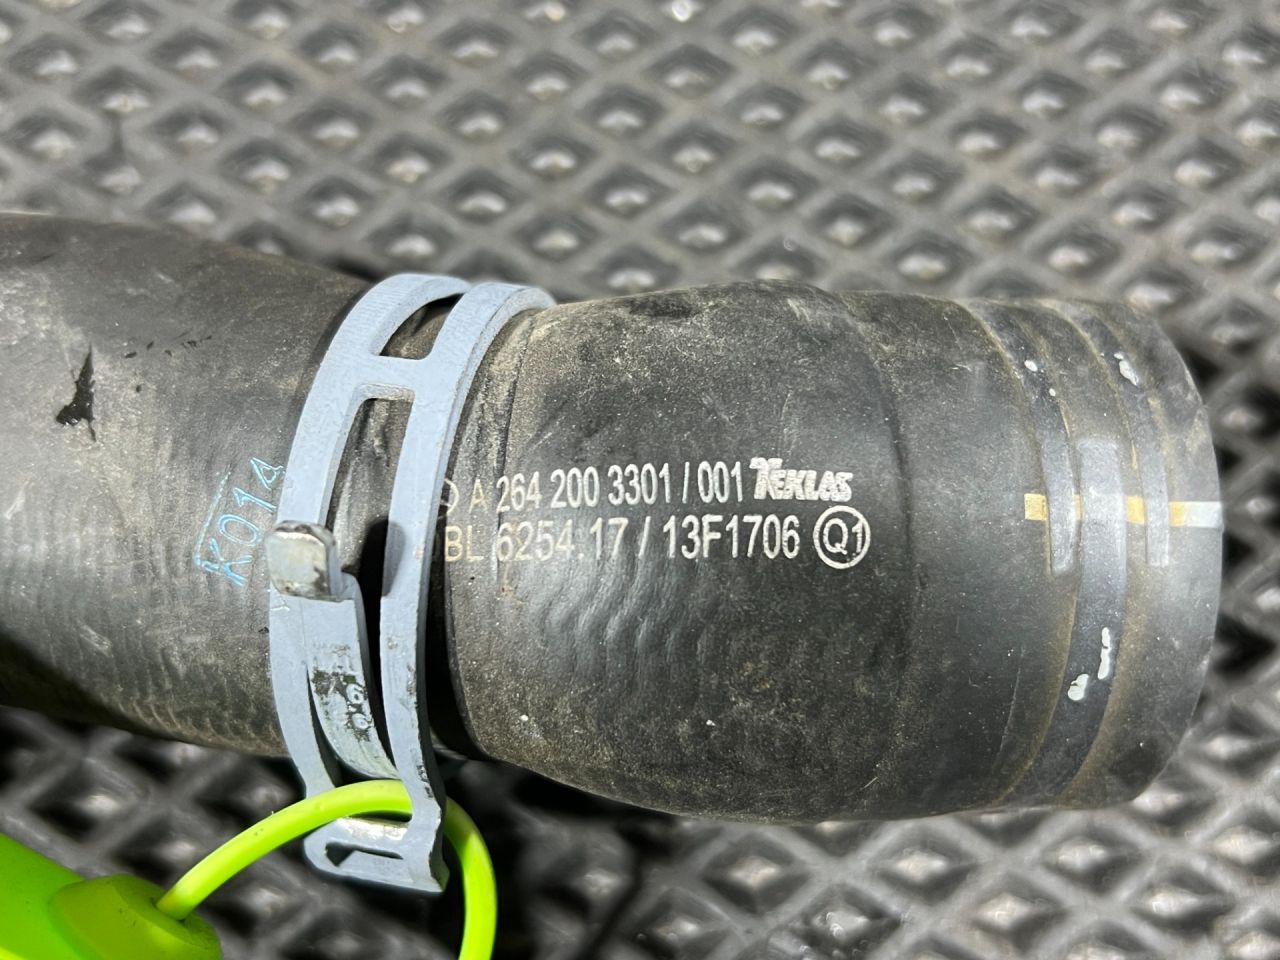 A 264 200 3301 / 001 TEKLAS
BL 6254.17 / 13F1706 Q1
K014